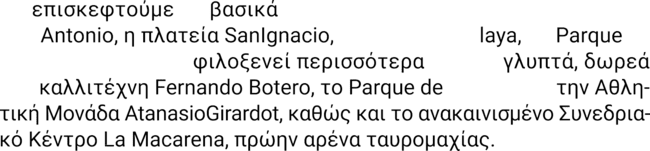 επισκεφτούμε βασικά
Antonio, η πλατεία SanIgnacio, laya, Parque
φιλοξενεί περισσότερα γλυπτά, δωρεά
καλλιτέχνη Fernando Botero, το Parque de την Αθλη-
τική Μονάδα AtanasioGirardot, καθώς και το ανακαινισμένο Συνεδρια-
κό Κέντρο La Macarena, πρώην αρένα ταυρομαχίας.